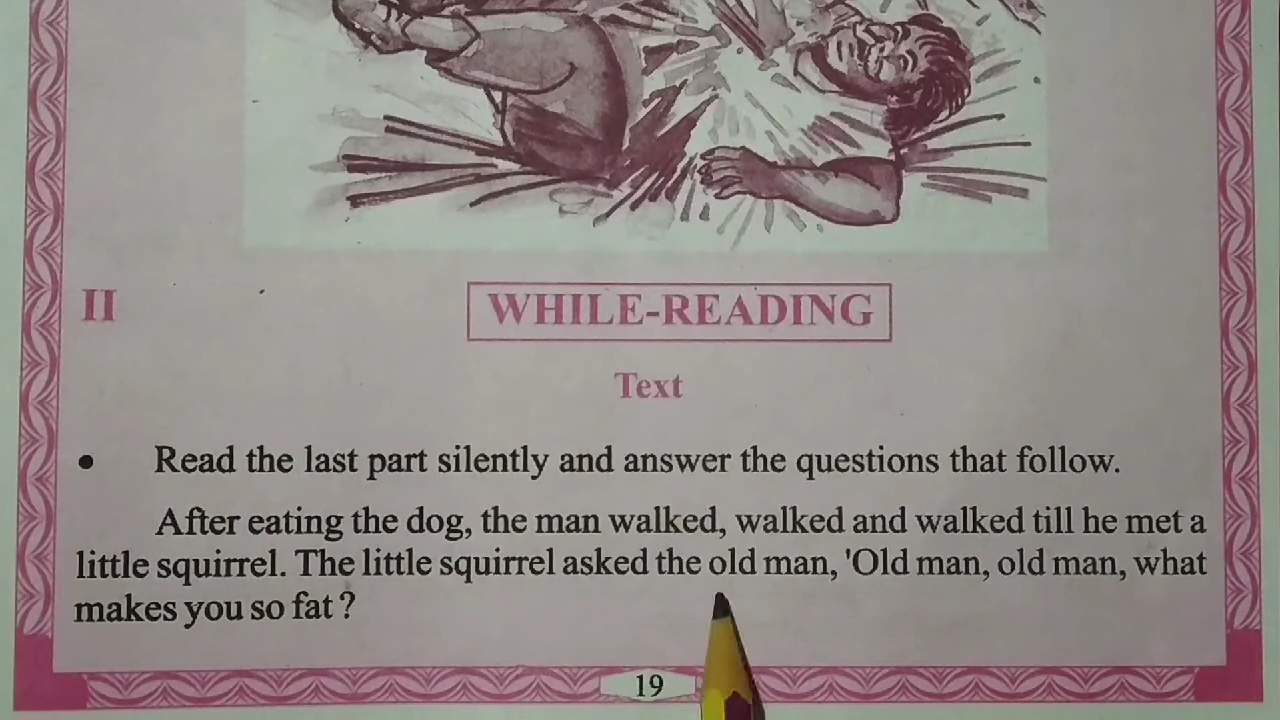 II
WHILE-READING
Text
• Read the last part silently and answer the questions that follow.
After eating the dog, the man walked, walked and walked till he met a
little squirrel. The little squirrel asked the old man, 'Old man, old man, what
makes you so fat ?
19